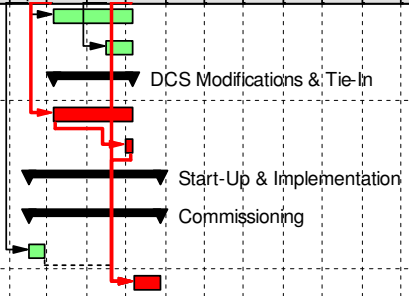 DCS Modifications & Tie-In
Start-Up & Implementation
Commissioning